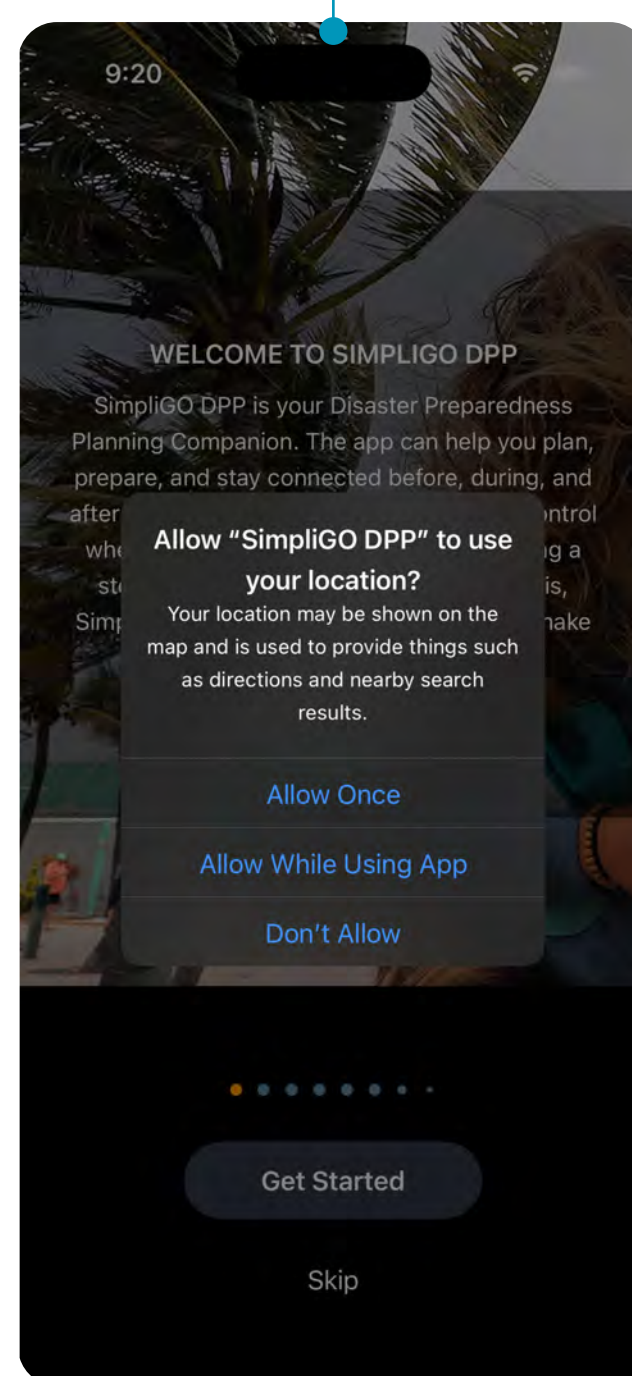 9:20
WELCOME TO SIMPLIGO DPP
SimpliGO DPP is your Disaster Preparedness
Planning Companion. The app can help you plan,
prepare, and stay connected before, during, and
after
a
Allow “SimpliGO DPP” to use
your location?
Your location may be shown on the
map and is used to provide things such
as directions and nearby search
results.
Allow Once
Allow While Using App
Don’t Allow
Get Started
Skip